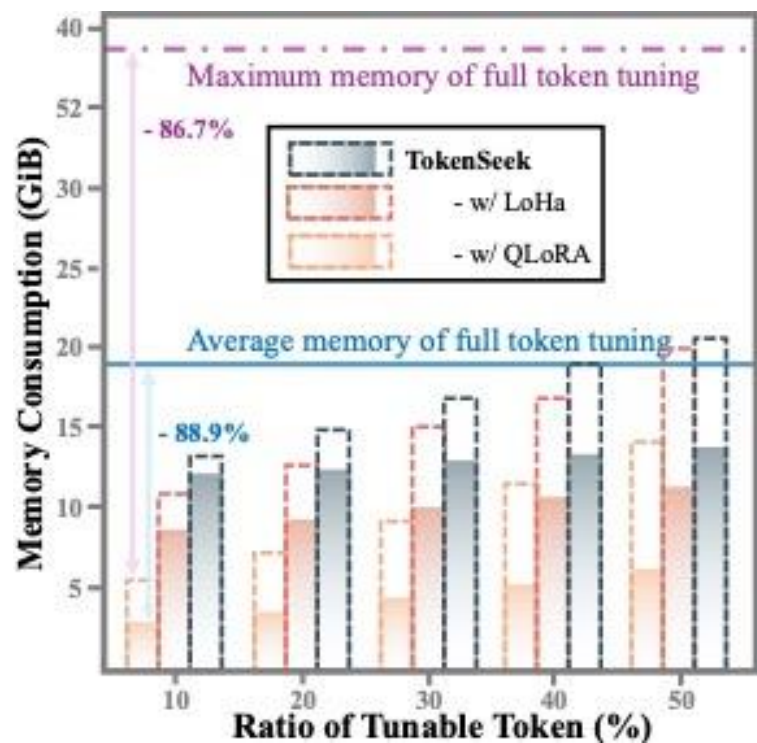 40
Maximum memory of full token tuning
52
- 86.7%
TokenSeek
- w/ LoHa
- w/ QLoRA
30
25
20
Average memory of full token tuning
- 88.9%
15
10
5
Memory Consumption (GiB)
10 20 30 40 50
Ratio of Tunable Token (%)